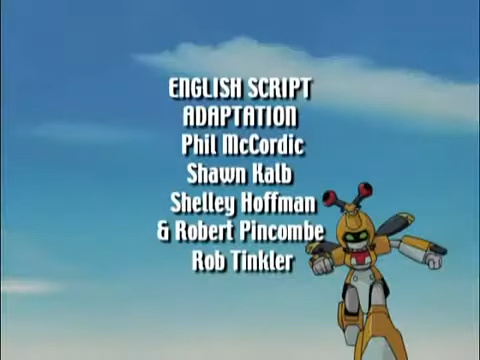 ENGLISH SCRIPT
ADAPTATION
Phil McCordic
Shawn Kalb
Shelley Hoffman
& Robert Pincombe
Rob Tinkler